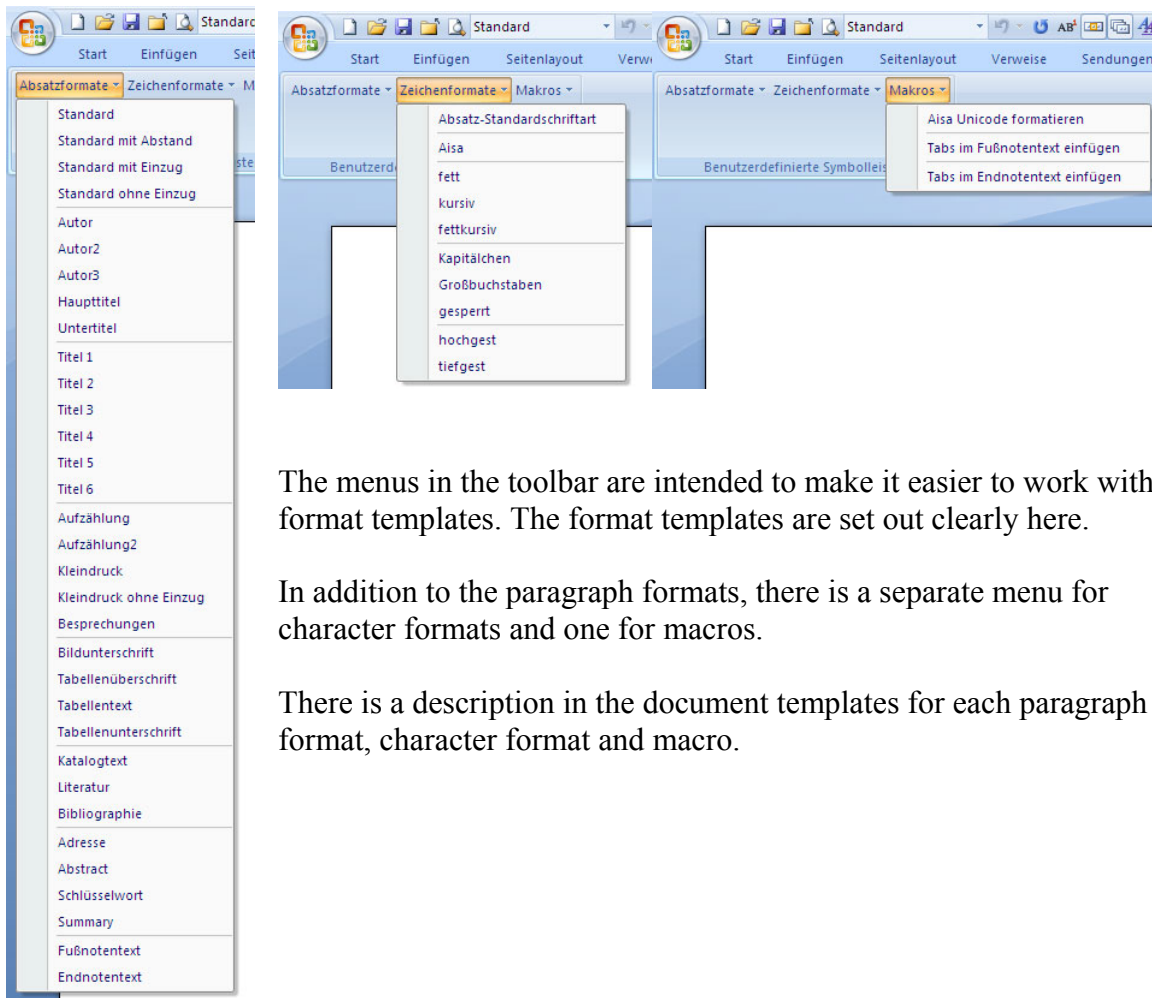 Standard
Start Einfügen Seit
Absatzformate Zeichenformate M
ste
Standard
Standard mit Abstand
Standard mit Einzug
Standard ohne Einzug
Autor
Autor2
Autor3
Haupttitel
Untertitel
Titel 1
Titel 2
Titel 3
Titel 4
Titel 5
Titel 6
Aufzählung
Aufzählung2
Kleindruck
Kleindruck ohne Einzug
Besprechungen
Bildunterschrift
Tabellenüberschrift
Tabellentext
Tabellenunterschrift
Katalogtext
Literatur
Bibliographie
Adresse
Abstract
Schlüsselwort
Summary
Fußnotentext
Endnotentext
Standard
Start Einfügen Seitenlayout Verw
Absatzformate Zeichenformate Makros
Benutzerd
Absatz-Standardschriftart
Aisa
fett
kursiv
fettkursiv
Kapitälchen
Großbuchstaben
gesperrt
hochgest
tiefgest
Standard
AB¹
Start Einfügen Seitenlayout Verweise Sendungen
Absatzformate Zeichenformate Makros
Benutzerdefinierte Symbolleis
Aisa Unicode formatieren
Tabs im Fußnotentext einfügen
Tabs im Endnotentext einfügen
The menus in the toolbar are intended to make it easier to work with
format templates. The format templates are set out clearly here.
In addition to the paragraph formats, there is a separate menu for
character formats and one for macros.
There is a description in the document templates for each paragraph
format, character format and macro.